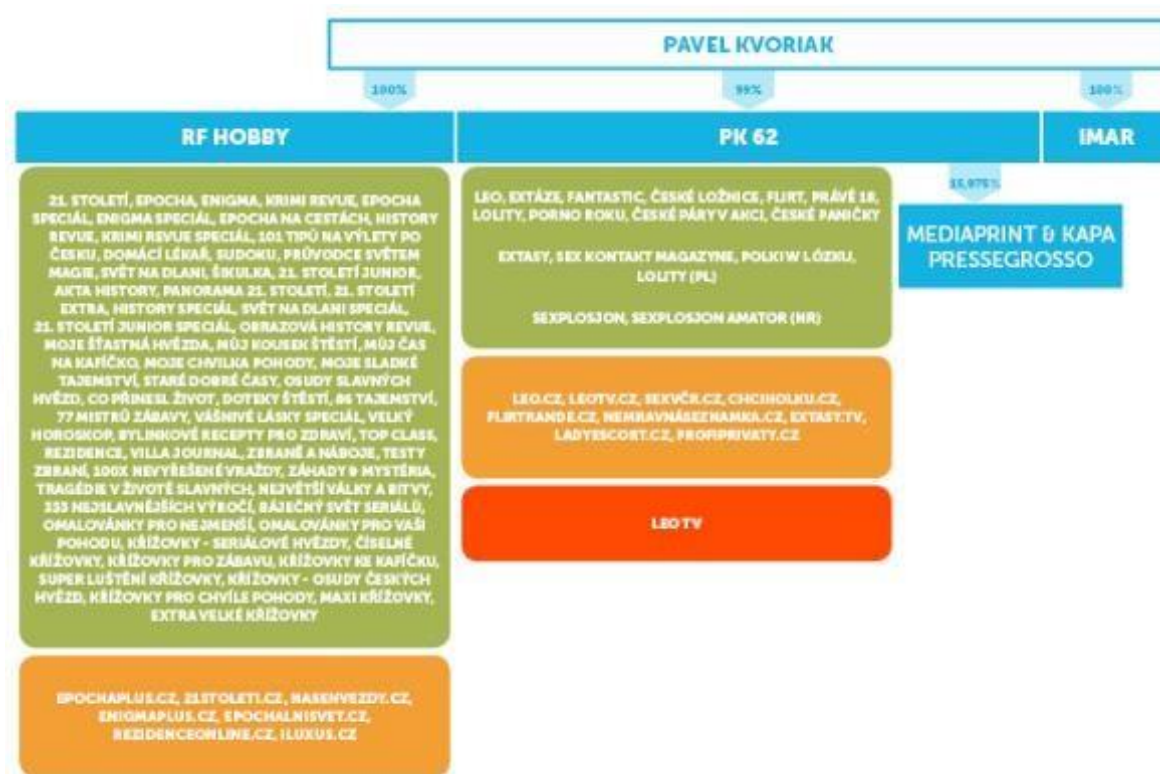 PAVEL KVORIAK
100%
99%
100%
RF HOBBY
PK 62
IMAR
21. STOLETÍ, EPOCHA, ENIGMA, KRIMI REVUE, EPOCHA
SPECIÁL, ENIGMA SPECIÁL, EPOCHA NA CESTÁCH, HISTORY
REVUE, KRIMI REVUE SPECIÁL, 101 TIPŮ NA VÝLETY PO
ČESKU, DOMÁCÍ LÉKAŘ, SUDOKU, PRŮVODCE SVĚTEM
MAGIE, SVĚT NA DLANI, ŠIKULKA, 21. STOLETÍ JUNIOR,
AKTA HISTORY, PANORAMA 21. STOLETÍ, 21. STOLETÍ
EXTRA, HISTORY SPECIÁL, SVĚT NA DLANI SPECIÁL,
21. STOLETÍ JUNIOR SPECIÁL, OBRAZOVÁ HISTORY REVUE,
MOJE ŠŤASTNÁ HVĚZDA, MŮJ KOUSEK ŠTĚSTÍ, MŮJ ČAS
NA KAFÍČKO, MOJE CHVILKA POHODY, MOJE SLADKÉ
TAJEMSTVÍ, STARÉ DOBRÉ ČASY, OSUDY SLAVNÝCH
HVĚZD, CO PŘINESL ŽIVOT, DOTEKY ŠTĚSTÍ, 86 TAJEMSTVÍ,
77 MISTRŮ ZÁBAVY, VÁŠNIVÉ LÁSKY SPECIÁL, VELKÝ
HOROSKOP, BYLINKOVÉ RECEPTY PRO ZDRAVÍ, TOP CLASS,
REZIDENCE, VILLA JOURNAL, ZBRANĚ A NÁBOJE, TESTY
ZBRANÍ, 100X NEVYŘEŠENÉ VRAŽDY, ZÁHADY & MYSTÉRIA,
TRAGÉDIE V ŽIVOTĚ SLAVNÝCH, NEJVĚTŠÍ VÁLKY A BITVY,
333 NEJSLAVNĚJŠÍCH VÝROČÍ, BÁJEČNÝ SVĚT SERIÁLŮ,
OMALOVÁNKY PRO NEJMENŠÍ, OMALOVÁNKY PRO VAŠI
POHODU, KŘÍŽOVKY - SERIÁLOVÉ HVĚZDY, ČÍSELNÉ
KŘÍŽOVKY, KŘÍŽOVKY PRO ZÁBAVU, KŘÍŽOVKY KE KAFÍČKU,
SUPER LUŠTĚNÍ KŘÍŽOVKY, KŘÍŽOVKY - OSUDY ČESKÝCH
HVĚZD, KŘÍŽOVKY PRO CHVÍLE POHODY, MAXI KŘÍŽOVKY,
EXTRA VELKÉ KŘÍŽOVKY
EPOCHAPLUS.CZ, 21STOLETI.CZ, NASEHVEZDY.CZ,
ENIGMAPLUS.CZ, EPOCHALNISVET.CZ,
REZIDENCEONLINE.CZ, ILUXUS.CZ
LEO, EXTÁZE, FANTASTIC, ČESKÉ LOŽNICE, FLIRT, PRÁVĚ 18,
LOLITY, PORNO ROKU, ČESKÉ PÁRY V AKCI, ČESKÉ PANIČKY
EXTASY, SEX KONTAKT MAGAZYNE, POLKI W LÓZKU,
LOLITY (PL)
SEXPLOSJON, SEXPLOSJON AMATOR (NR)
LEO.CZ, LEOTV.CZ, SEXVČR.CZ, CHCIHOLKU.CZ,
FLIRTRANDE.CZ, NEMRAVNÁSEZNAMKA.CZ, EXTASY.TV,
LADYESCORT.CZ, PROFIPRIVATY.CZ
LEO TV
MEDIAPRINT & KAPA
PRESSEGROSSO